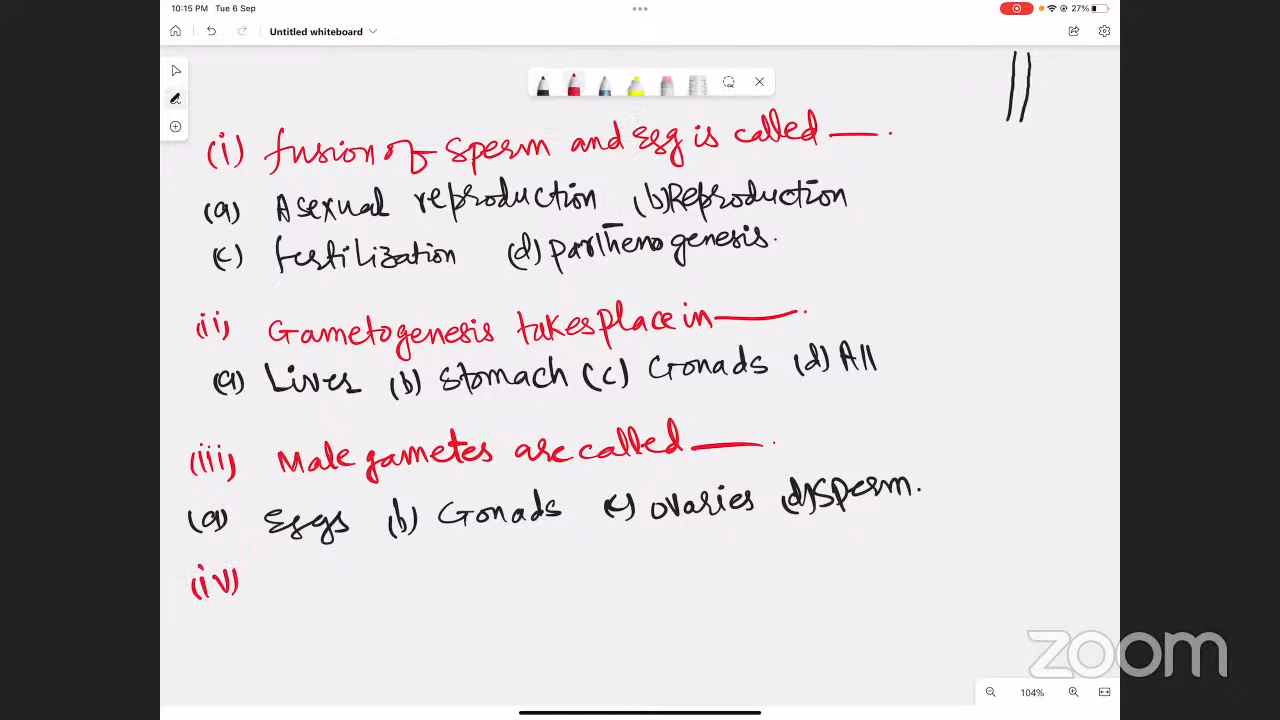 10:15 PM Tue 6 Sep
27%
Untitled whiteboard
(i) fusion of sperm and Egg is called —.
(a) Asexual reproduction (b) Reproduction
(c) fertilization (d) parthenogenesis.
(ii) Gametogenesis takes place in —.
(a) Liver (b) Stomach (c) Gonads (d) All
(iii) Male gametes are called —.
(a) Eggs (b) Gonads (c) ovaries (d) Sperm.
(iv)
zoom
104%